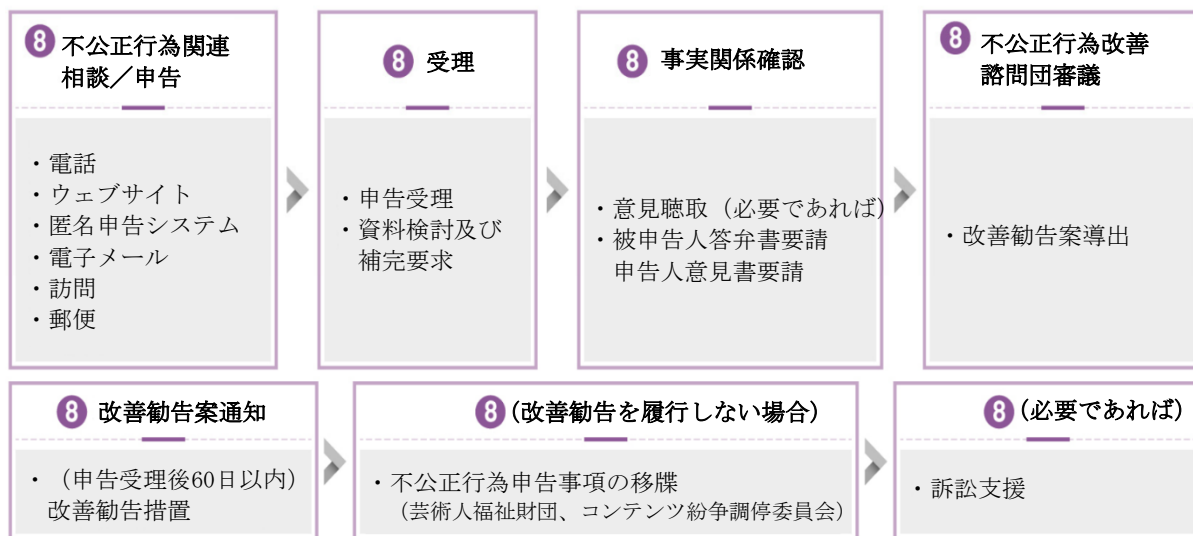 8 不公正行為関連
相談／申告
・電話
・ウェブサイト
・匿名申告システム
・電子メール
・訪問
・郵便
8 受理
・申告受理
・資料検討及び
補完要求
8 事実関係確認
・意見聴取（必要であれば）
・被申告人答弁書要請
申告人意見書要請
8 不公正行為改善
諮問団審議
・改善勧告案導出
8 改善勧告案通知
・（申告受理後60日以内）
改善勧告措置
8 (改善勧告を履行しない場合)
・不公正行為申告事項の移牒
（芸術人福祉財団、コンテンツ紛争調停委員会）
8 (必要であれば)
・訴訟支援